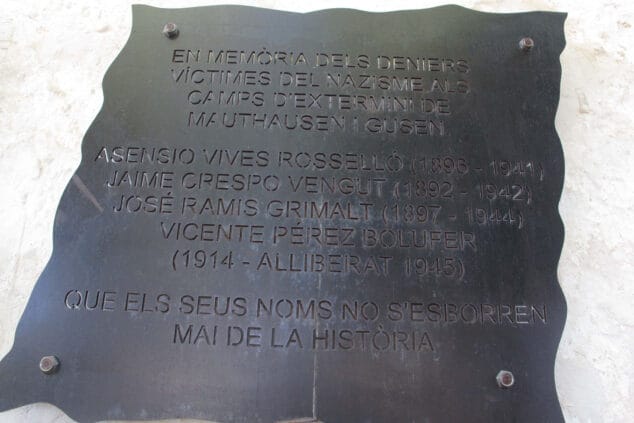 EN MEMÒRIA DELS DENIERS
VÍCTIMES DEL NAZISME ALS
CAMPS D'EXTERMINI DE
MAUTHAUSEN I GUSEN
ASENSIO VIVES ROSSELLÓ (1896 - 1941)
JAIME CRESPO VENGUT (1892 - 1942)
JOSÉ RAMIS GRIMALT (1897 - 1944)
VICENTE PÉREZ BOLUFER
(1914 - ALLIBERAT 1945)
QUE ELS SEUS NOMS NO S'ESBORREN
MAI DE LA HISTÒRIA